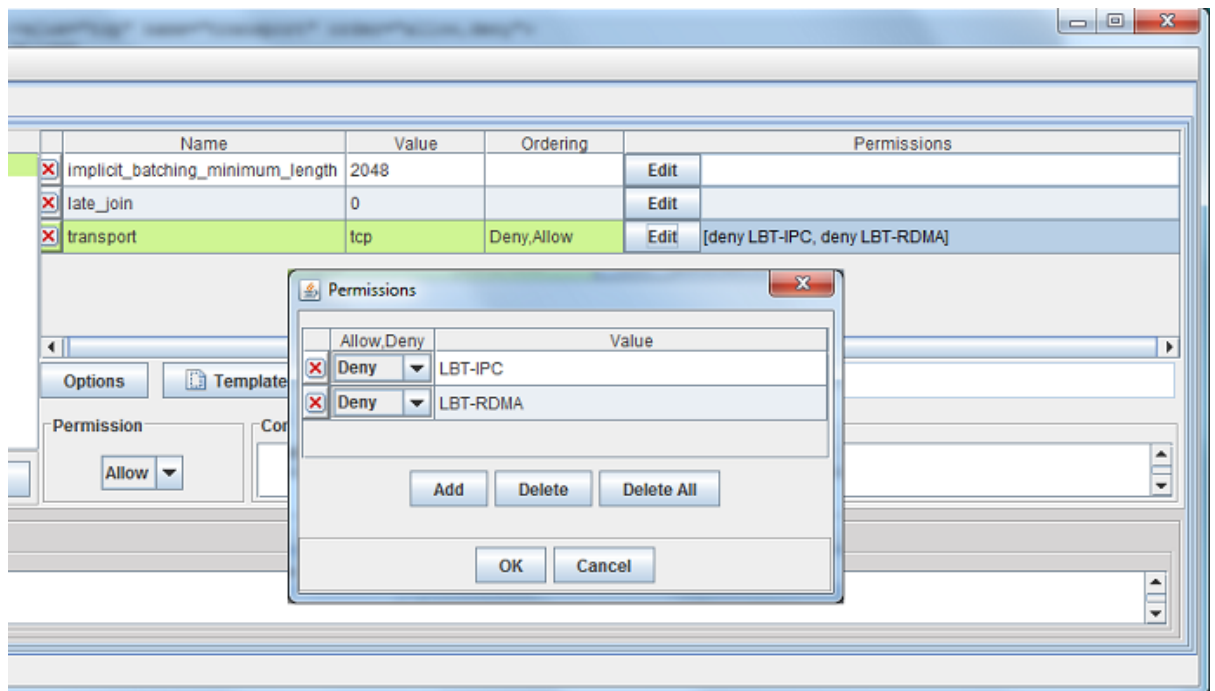 Name Value Ordering Permissions
implicit_batching_minimum_length 2048 Edit
late_join 0 Edit
transport tcp Deny,Allow Edit [deny LBT-IPC, deny LBT-RDMA]
Permissions
Allow,Deny Value
Deny LBT-IPC
Deny LBT-RDMA
Options Template
Permission
Allow
Add Delete Delete All
OK Cancel